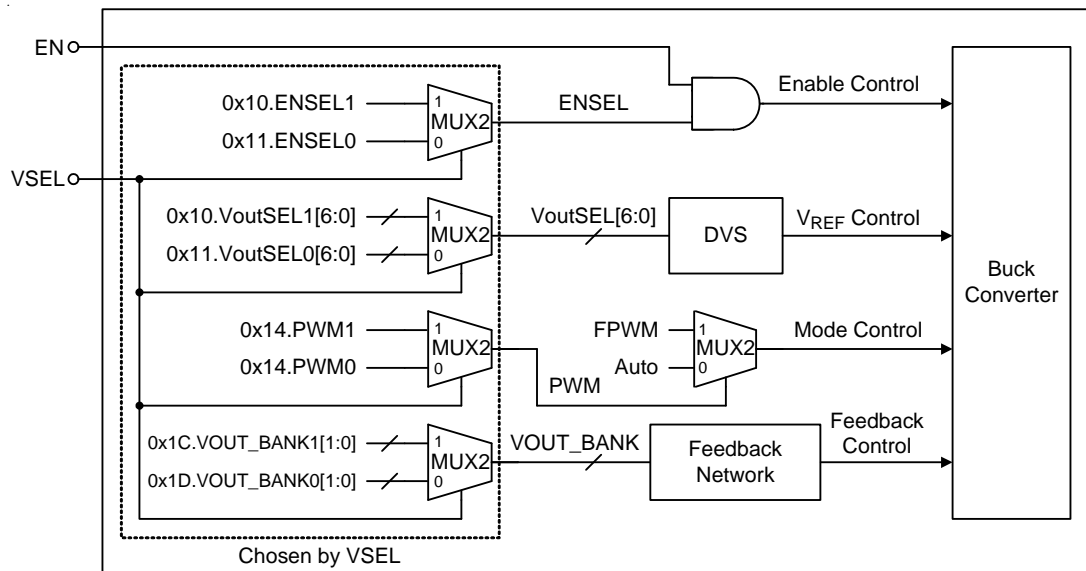 EN
VSEL
0x10.ENSEL1
0x11.ENSEL0
1
MUX2
0
ENSEL
Enable Control
0x10.VoutSEL1[6:0]
0x11.VoutSEL0[6:0]
1
MUX2
0
VoutSEL[6:0]
DVS
VREF Control
0x14.PWM1
0x14.PWM0
1
MUX2
0
PWM
FPWM
Auto
1
MUX2
0
Mode Control
0x1C.VOUT_BANK1[1:0]
0x1D.VOUT_BANK0[1:0]
1
MUX2
0
VOUT_BANK
Feedback
Network
Feedback
Control
Buck
Converter
Chosen by VSEL